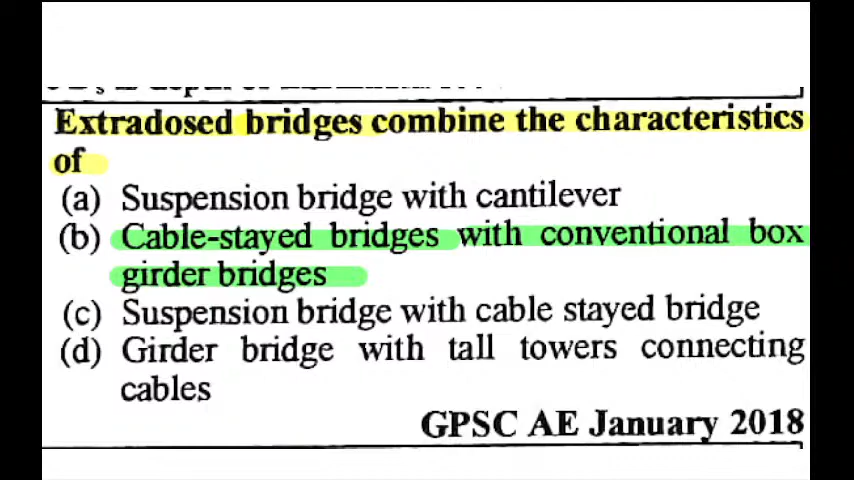 Extradosed bridges combine the characteristics
of
(a) Suspension bridge with cantilever
(b) Cable-stayed bridges with conventional box
girder bridges
(c) Suspension bridge with cable stayed bridge
(d) Girder bridge with tall towers connecting
cables
GPSC AE January 2018